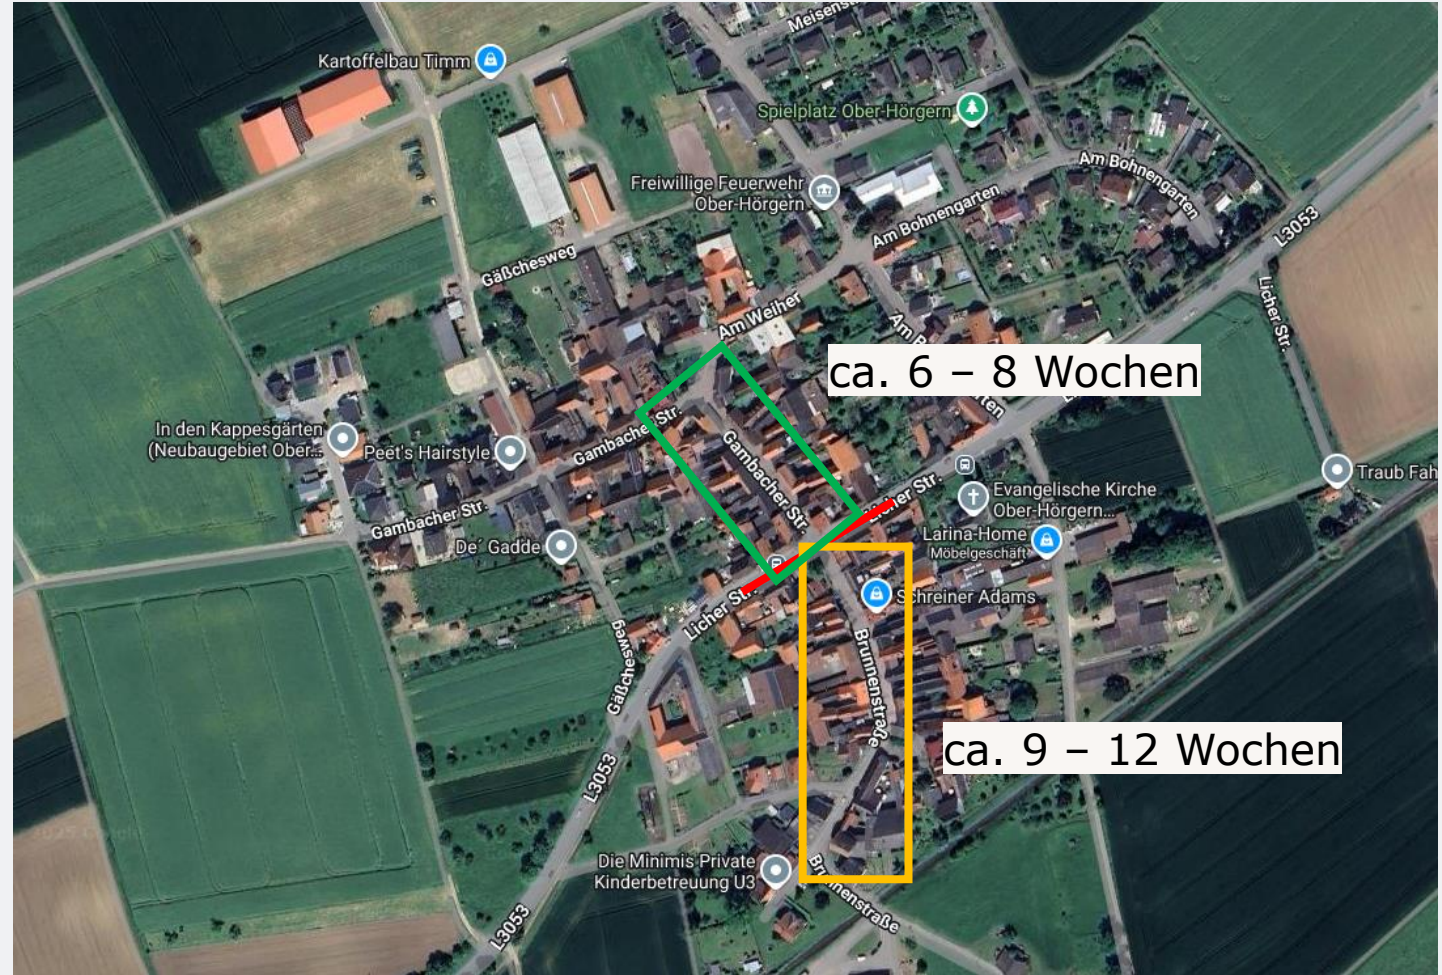 Meisenst
Kartoffelbau Timm
Spielplatz Ober-Hörgern
Am Bohnengarten
Freiwillige Feuerwehr
Ober-Hörgern
Am Bohnengarten
L3053
Gäßchesweg
Licher Str.
Am Weiher
Am B
ca. 6 – 8 Wochen
arten
L
In den Kappesgärten
(Neubaugebiet Ober...
Peet's Hairstyle
Gambacher Str.
Gambacher Str.
Traub Fah
Licher Str.
Evangelische Kirche
Ober-Hörgern...
Gambacher Str.
Larina-Home
Möbelgeschäft
De´ Gadde
Schreiner Adams
Licher Str.
Gäßchesweg
Brunnenstraße
ca. 9 – 12 Wochen
L3053
Die Minimis Private
Kinderbetreuung U3
Brunnenstraße
L3053